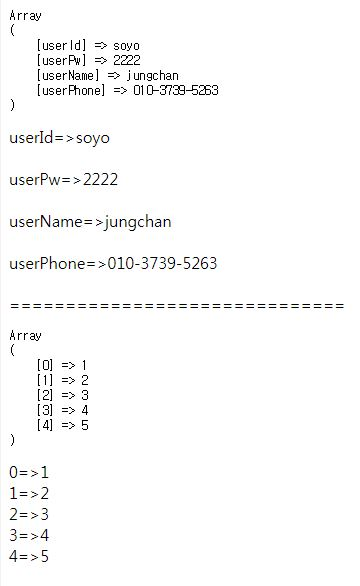 Array
(
    [userId] => soyo
    [userPw] => 2222
    [userName] => jungchan
    [userPhone] => 010-3739-5263
)
userId=>soyo
userPw=>2222
userName=>jungchan
userPhone=>010-3739-5263
==============================
Array
(
    [0] => 1
    [1] => 2
    [2] => 3
    [3] => 4
    [4] => 5
)
0=>1
1=>2
2=>3
3=>4
4=>5